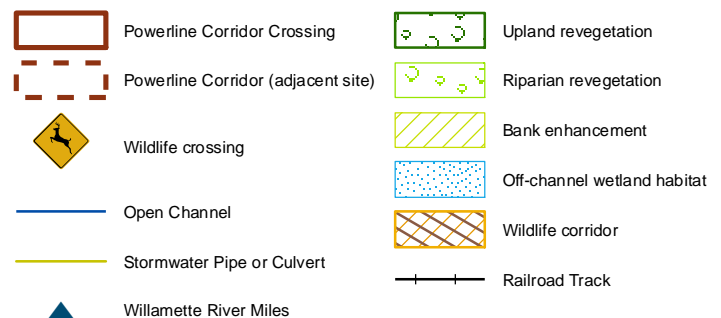 Powerline Corridor Crossing
Powerline Corridor (adjacent site)
Wildlife crossing
Open Channel
Stormwater Pipe or Culvert
Willamette River Miles
Upland revegetation
Riparian revegetation
Bank enhancement
Off-channel wetland habitat
Wildlife corridor
Railroad Track